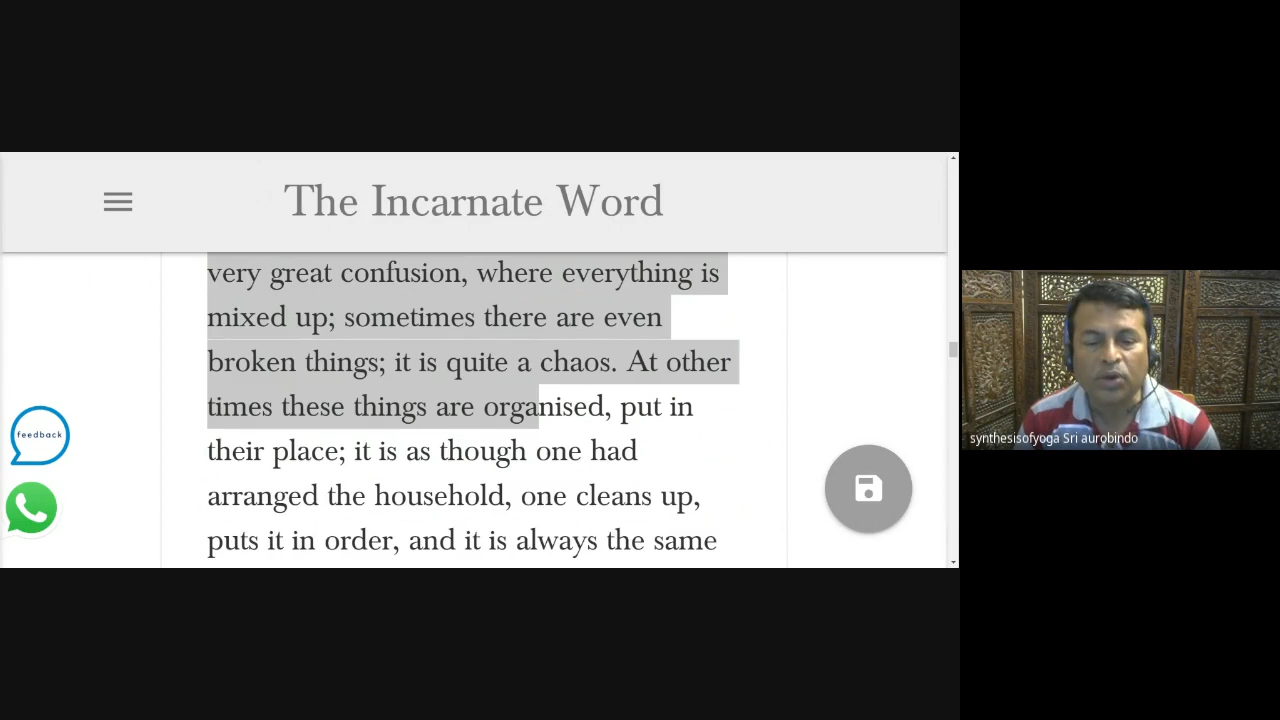 The Incarnate Word
very great confusion, where everything is
mixed up; sometimes there are even
broken things; it is quite a chaos. At other
times these things are organised, put in
their place; it is as though one had
arranged the household, one cleans up,
puts it in order, and it is always the same
feedback
synthesisofyoga Sri aurobindo